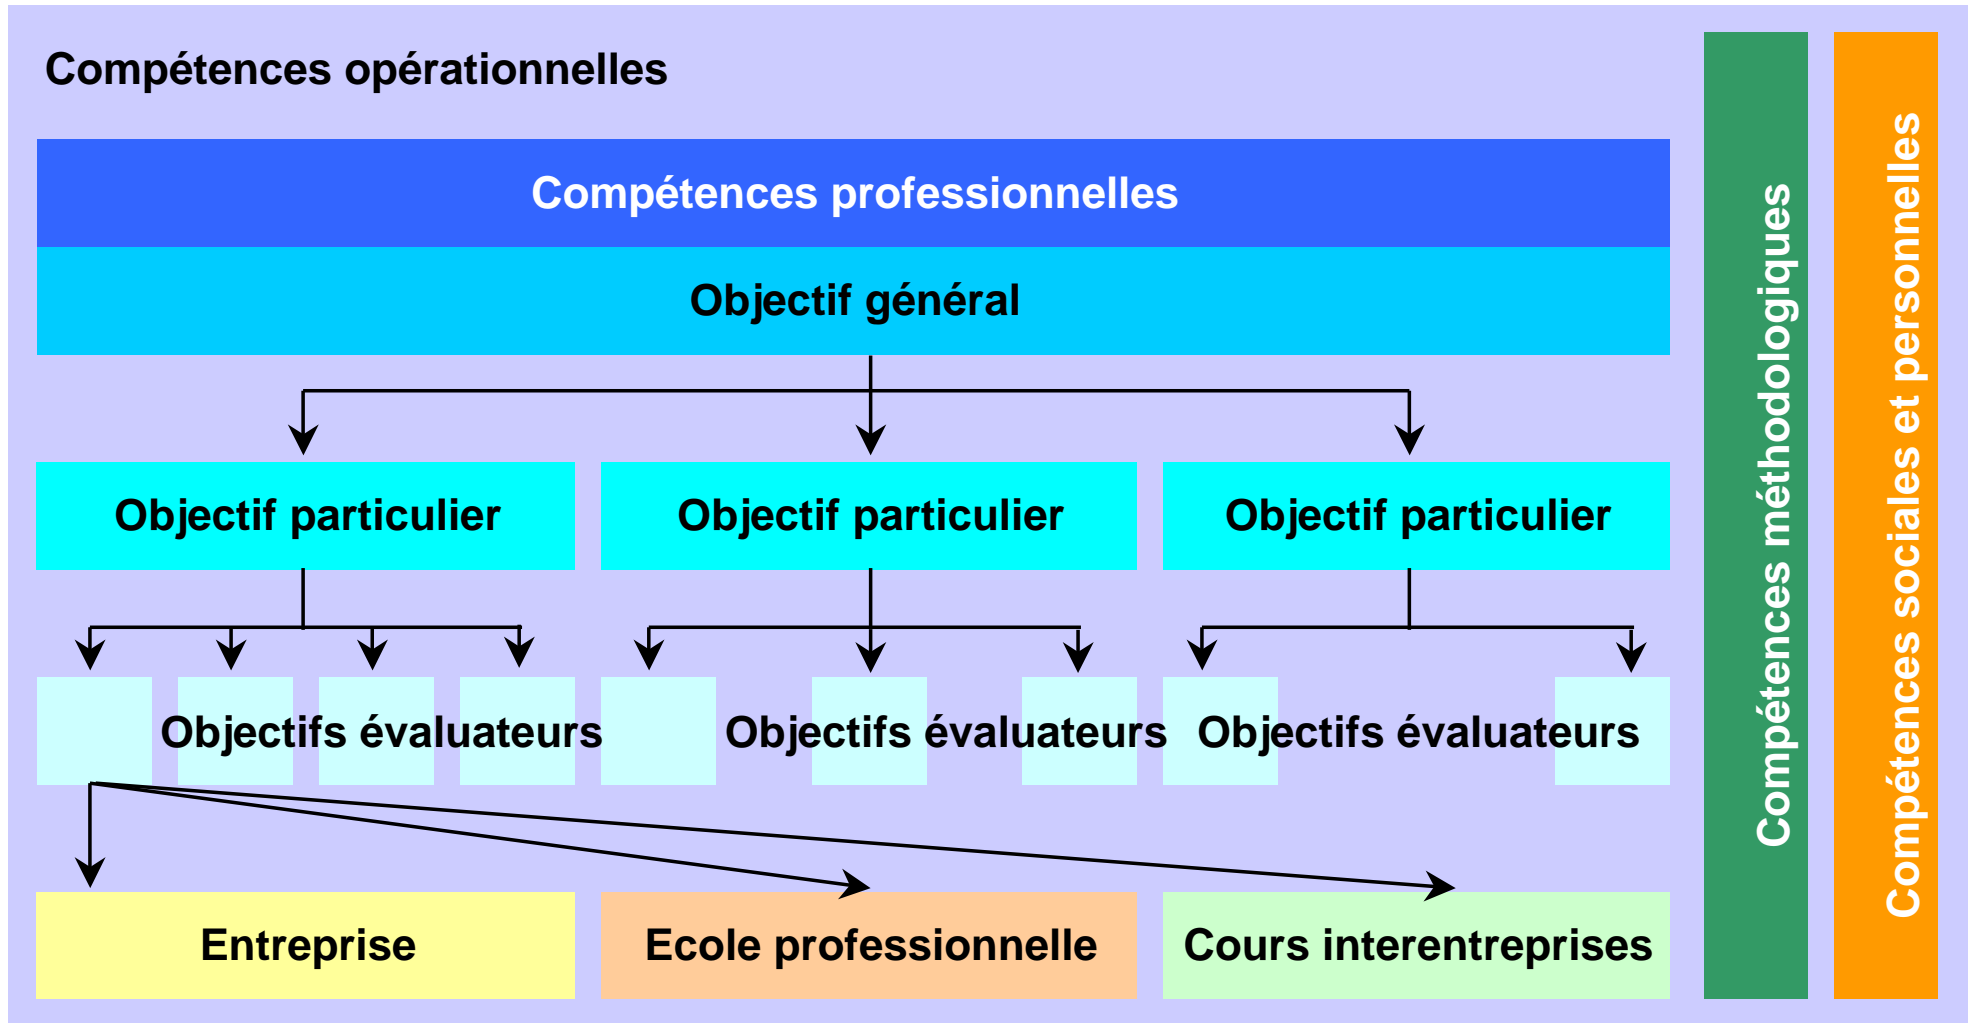 Compétences opérationnelles
Compétences professionnelles
Objectif général
Objectif particulier
Objectif particulier
Objectif particulier
Objectifs évaluateurs
Objectifs évaluateurs
Objectifs évaluateurs
Entreprise
Ecole professionnelle
Cours interentreprises
Compétences méthodologiques
Compétences sociales et personnelles